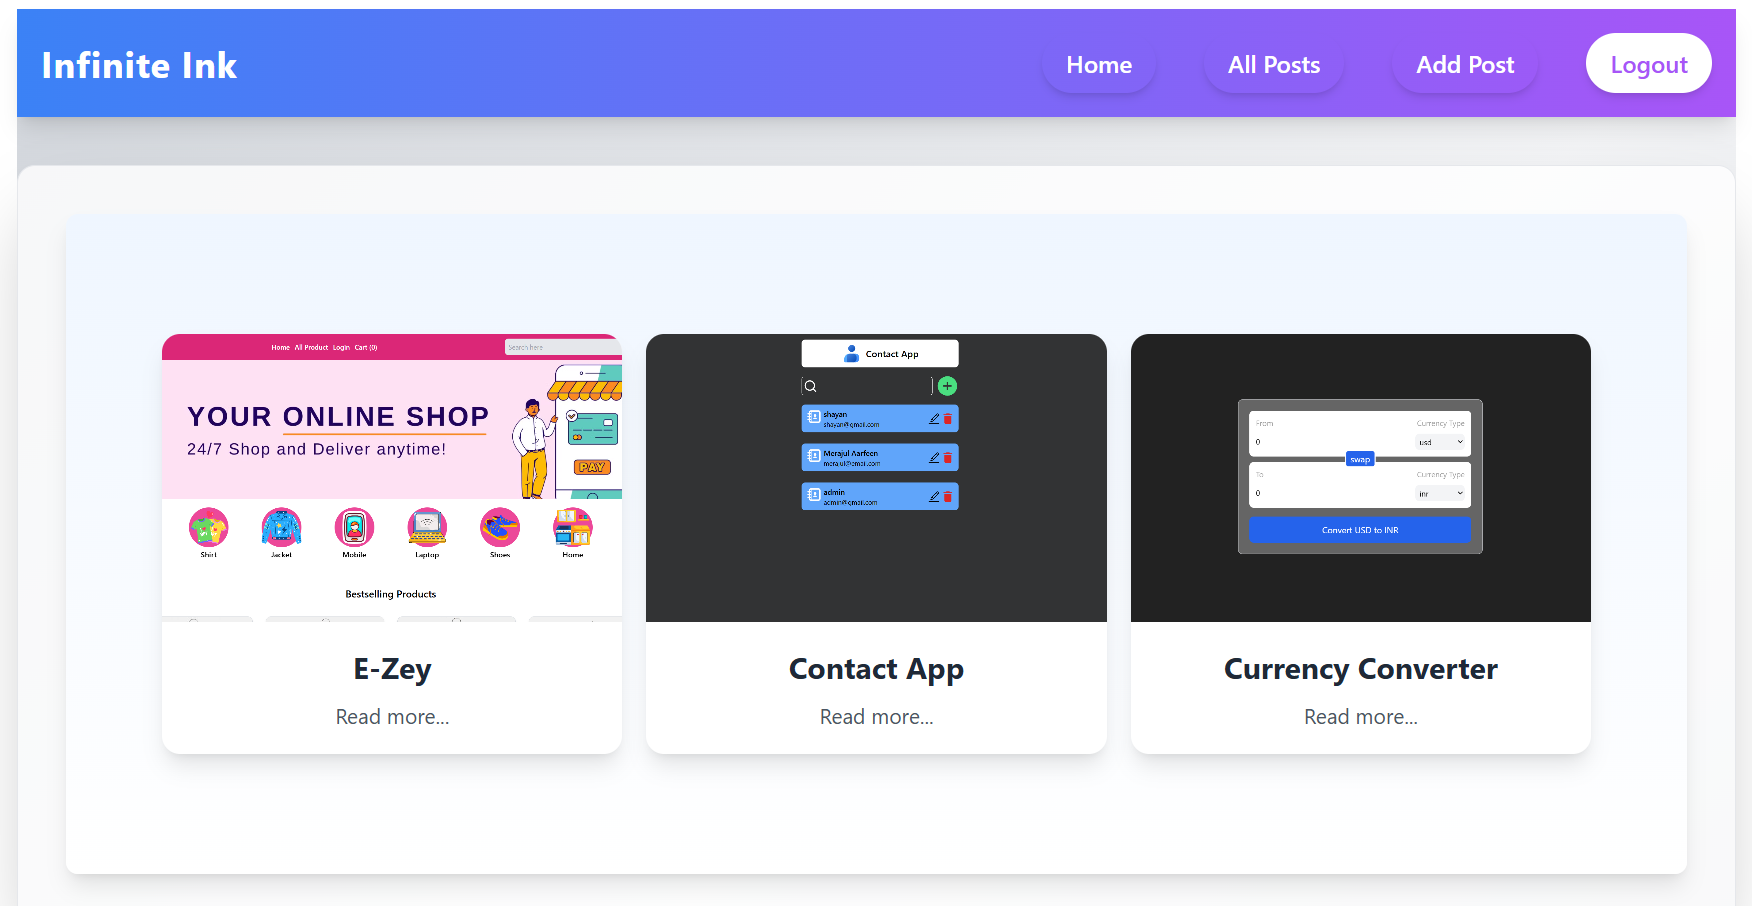 Infinite Ink
Home
All Posts
Add Post
Logout
Home All Product Login Cart (0)
Search here
YOUR ONLINE SHOP
24/7 Shop and Deliver anytime!
PAY
Shirt
Jacket
Mobile
Laptop
Shoes
Home
Bestselling Products
E-Zey
Read more...
Contact App
shayan
shayan@gmail.com
Merajul Aarfeen
merajul@email.com
admin
admin@gmail.com
Contact App
Read more...
From
Currency Type
0
usd
swap
To
Currency Type
0
inr
Convert USD to INR
Currency Converter
Read more...